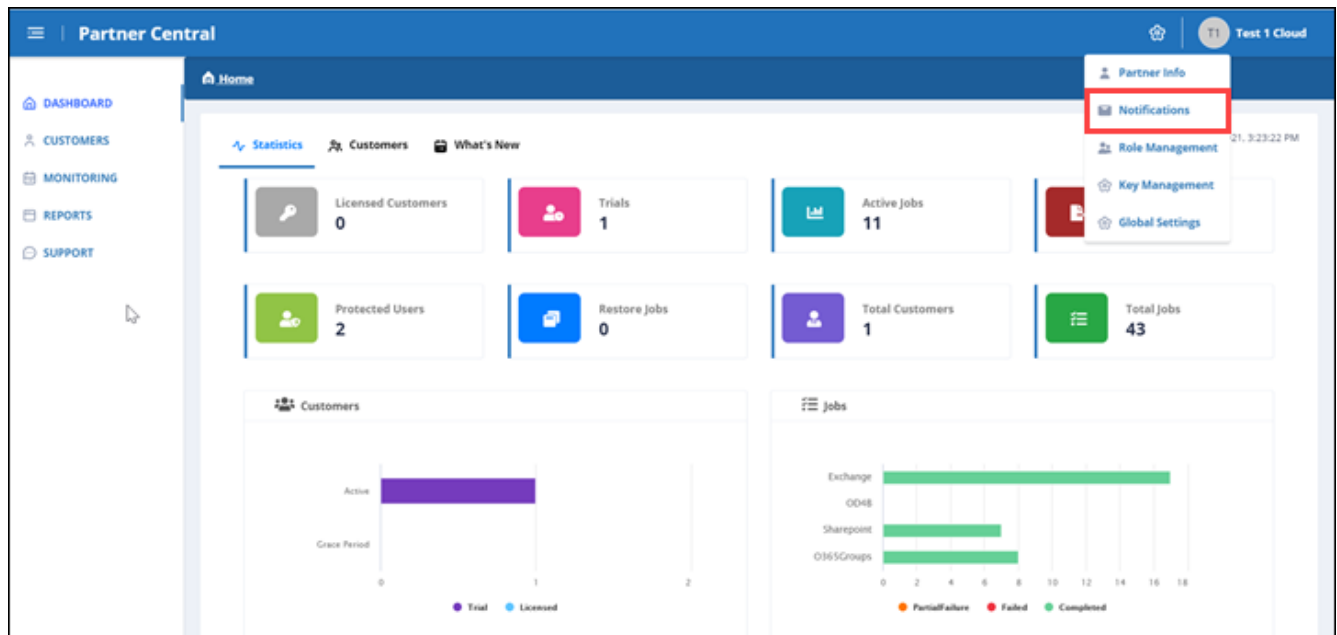 Partner Central
T1 Test 1 Cloud
Home
Partner Info
Notifications
Role Management
Key Management
Global Settings
DASHBOARD
CUSTOMERS
MONITORING
REPORTS
SUPPORT
Statistics Customers What's New
21, 3:23:22 PM
Licensed Customers
0
Trials
1
Active Jobs
11
Protected Users
2
Restore Jobs
0
Total Customers
1
Total Jobs
43
Customers
Active
Grace Period
0 1 2
Trial Licensed
Jobs
Exchange
OD4B
Sharepoint
O365Groups
0 2 4 6 8 10 12 14 16 18
PartialFailure Failed Completed